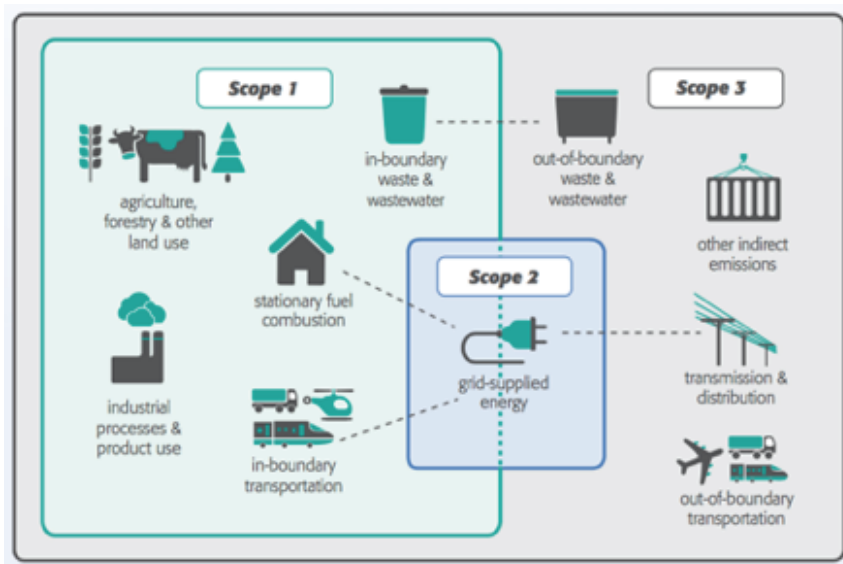 Scope 1
Scope 3
in-boundary
waste &
wastewater
out-of-boundary
waste &
wastewater
agriculture,
forestry & other
land use
other indirect
emissions
Scope 2
stationary fuel
combustion
grid-supplied
energy
transmission &
distribution
industrial
processes &
product use
in-boundary
transportation
out-of-boundary
transportation